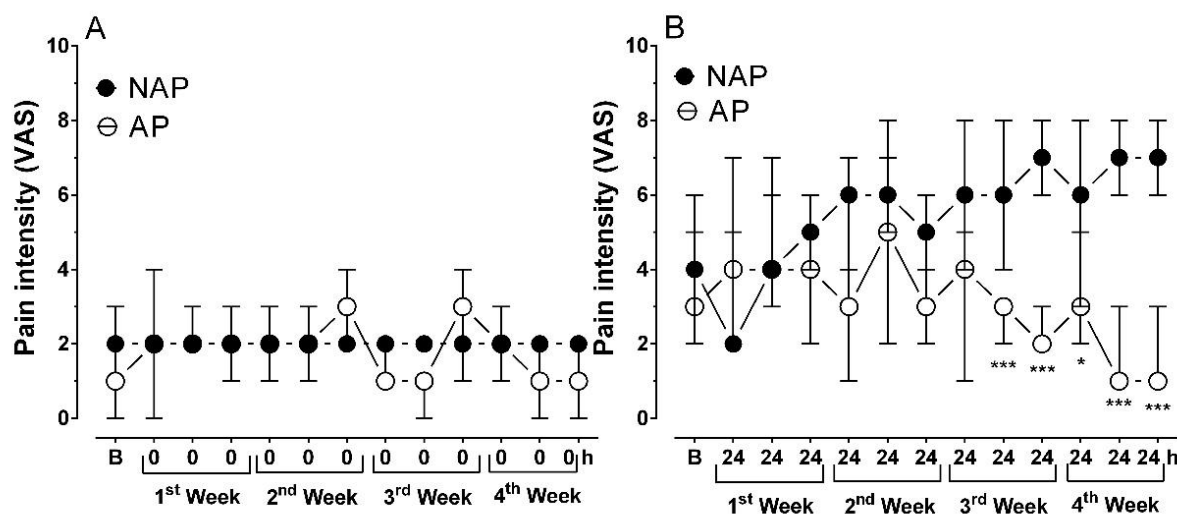 A
10
8
6
4
2
0
Pain intensity (VAS)
NAP
AP
B 0 0 0 0 0 0 0 0 0 0 0 0 h
1st Week 2nd Week 3rd Week 4th Week
B
10
8
6
4
2
0
Pain intensity (VAS)
NAP
AP
*** *** * *** ***
B 24 24 24 24 24 24 24 24 24 24 24 24 h
1st Week 2nd Week 3rd Week 4th Week